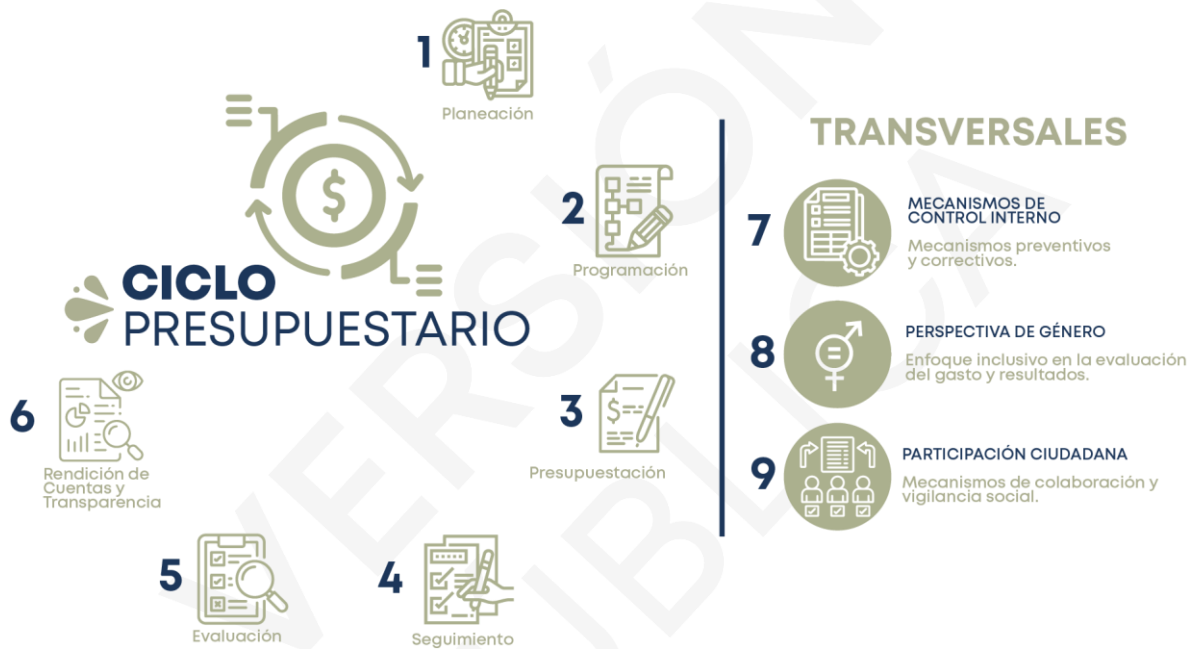 1
Planeación
CICLO
PRESUPUESTARIO
2
Programación
3
Presupuestación
4
Seguimiento
5
Evaluación
6
Rendición de
Cuentas y
Transparencia
TRANSVERSALES
7
MECANISMOS DE
CONTROL INTERNO
Mecanismos preventivos
y correctivos.
8
PERSPECTIVA DE GÉNERO
Enfoque inclusivo en la evaluación
del gasto y resultados.
9
PARTICIPACIÓN CIUDADANA
Mecanismos de colaboración y
vigilancia social.
VERSIÓN